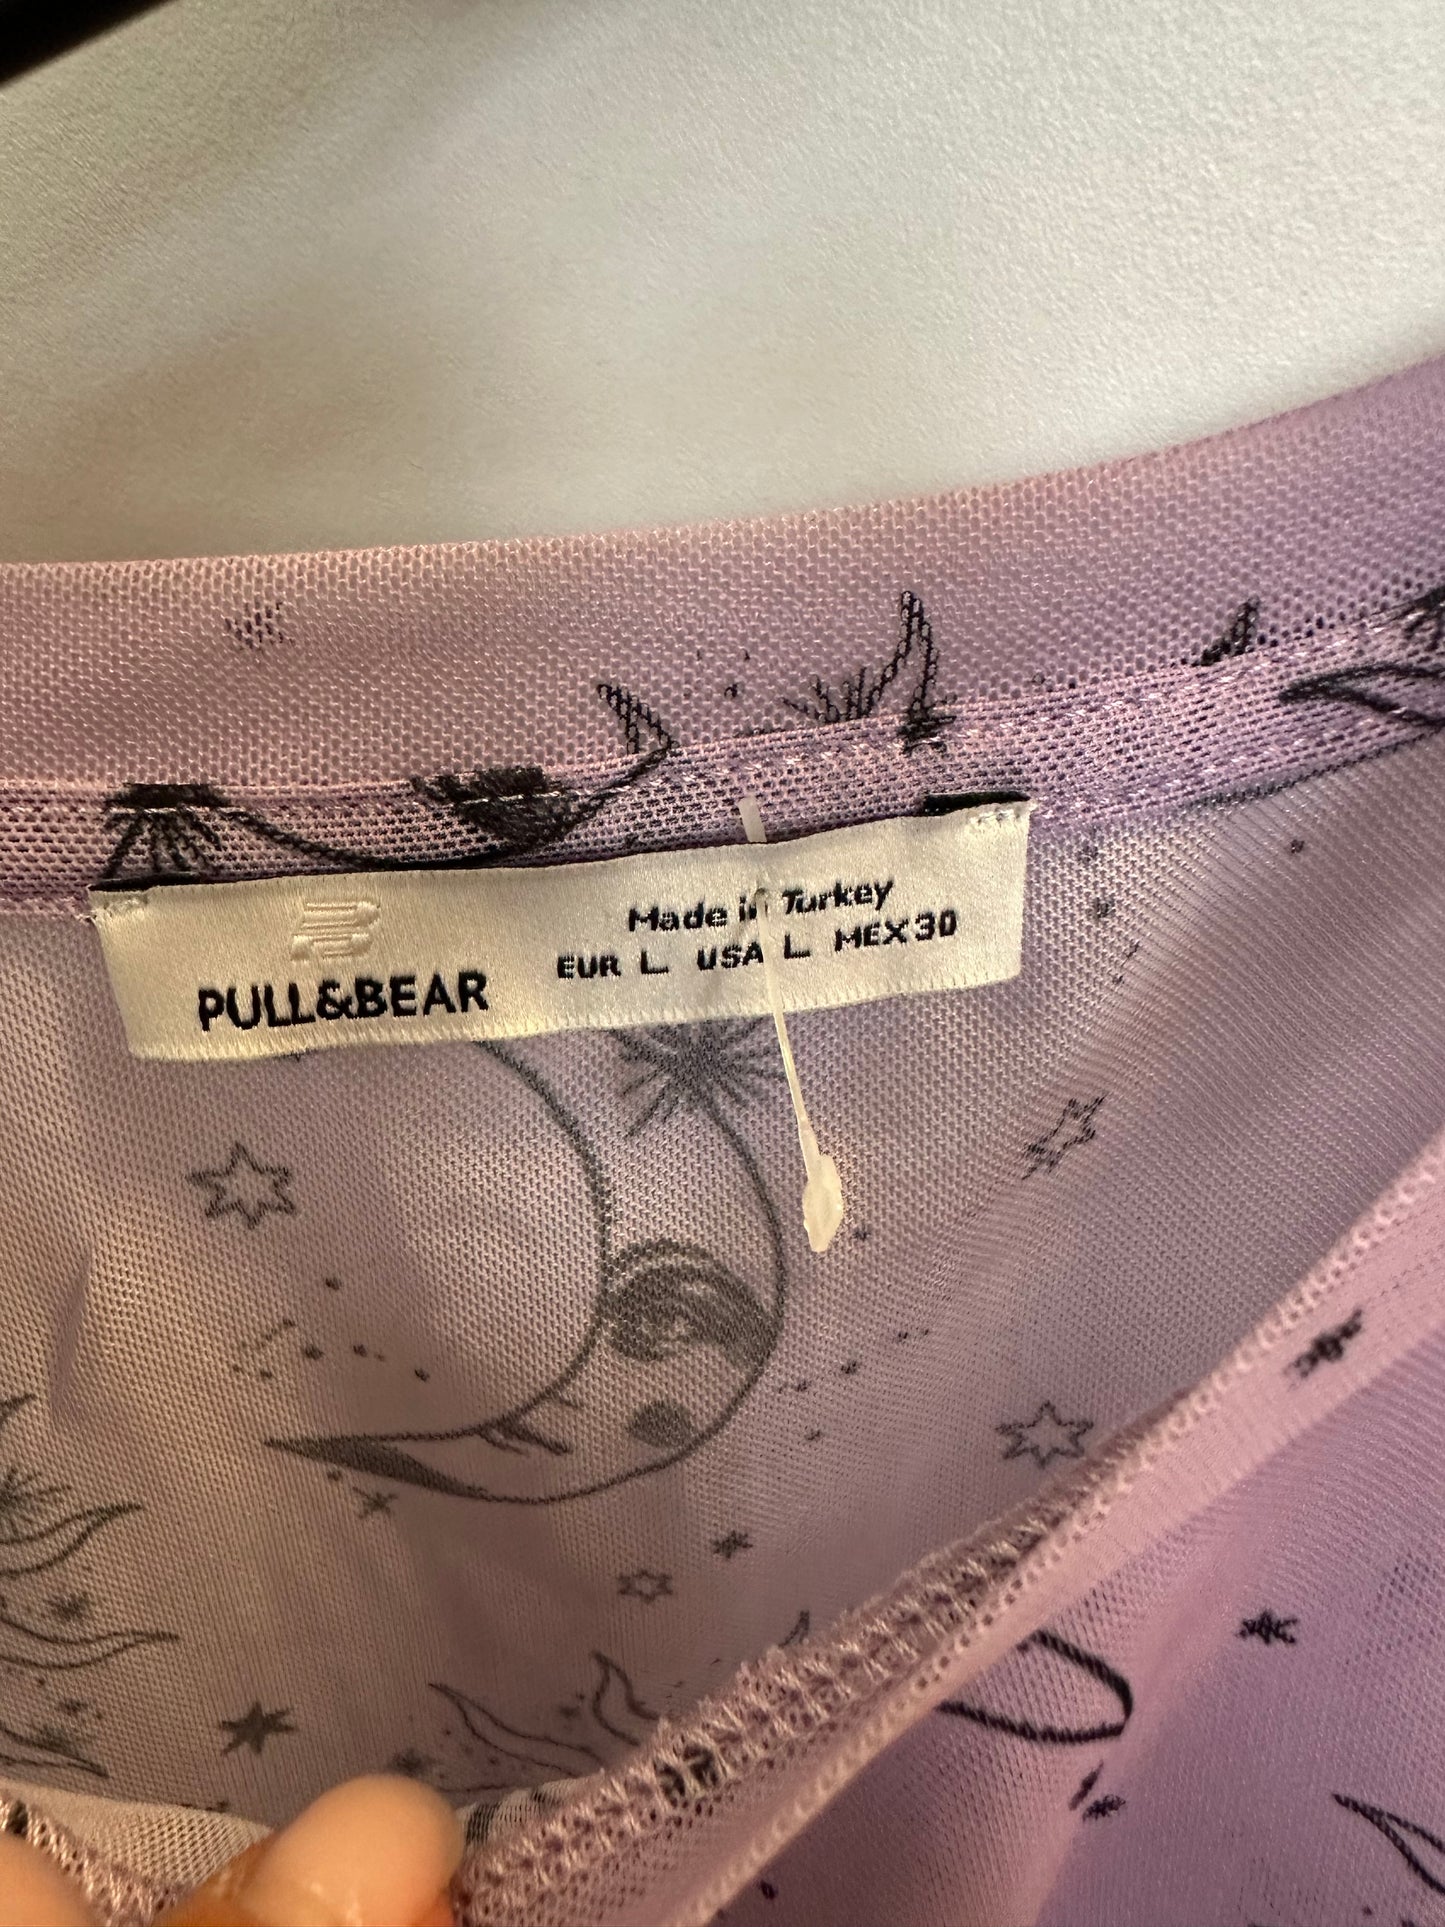 PULL&BEAR
Made in Turkey
EUR L USA L MEX 30